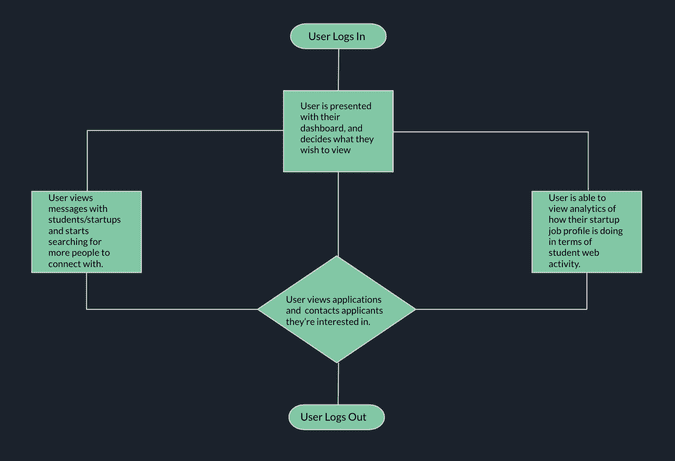 User Logs In
User is presented
with their
dashboard, and
decides what they
wish to view
User views
messages with
students/startups
and starts
searching for
more people to
connect with.
User is able to
view analytics of
how their startup
job profile is doing
in terms of
student web
activity.
User views applications
and contacts applicants
they're interested in.
User Logs Out